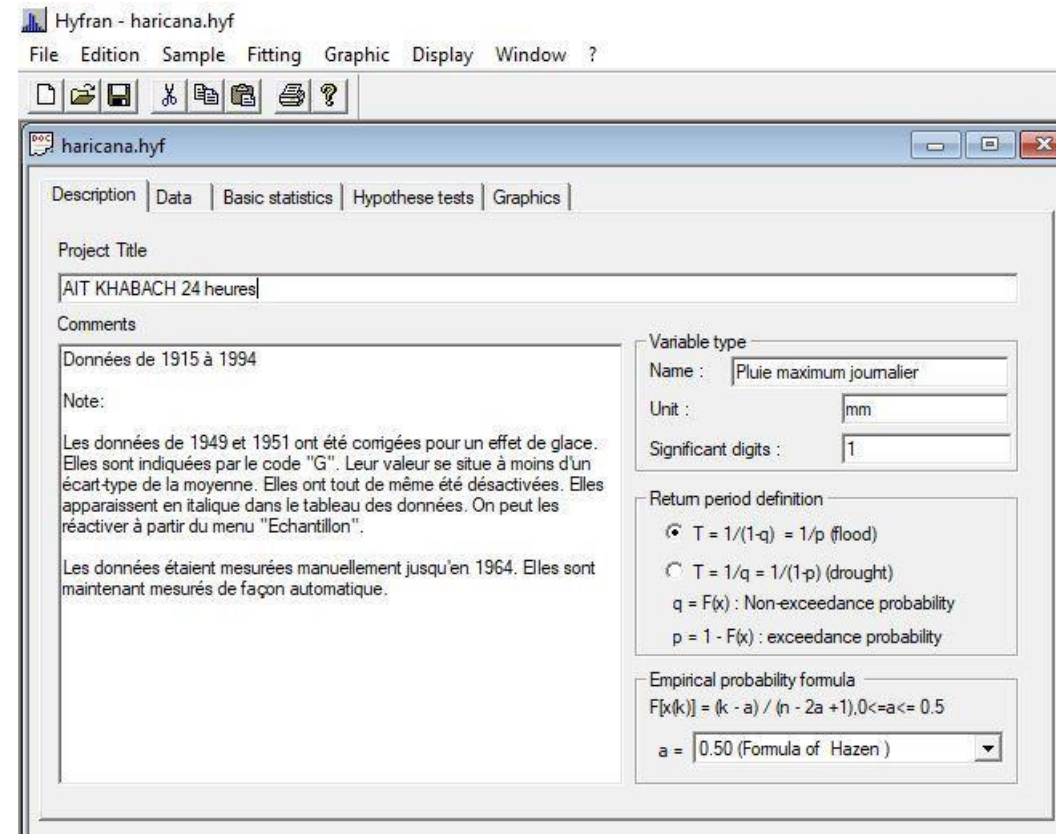 Hyfran - haricana.hyf
File Edition Sample Fitting Graphic Display Window ?
DOC haricana.hyf
Description Data Basic statistics Hypothese tests Graphics
Project Title
AIT KHABACH 24 heures
Comments
Données de 1915 à 1994
Note:
Les données de 1949 et 1951 ont été corrigées pour un effet de glace.
Elles sont indiquées par le code "G". Leur valeur se situe à moins d'un
écart-type de la moyenne. Elles ont tout de même été désactivées. Elles
apparaissent en italique dans le tableau des données. On peut les
réactiver à partir du menu "Echantillon".
Les données étaient mesurées manuellement jusqu'en 1964. Elles sont
maintenant mesurés de façon automatique.
Variable type
Name : Pluie maximum journalier
Unit : mm
Significant digits : 1
Return period definition
T = 1/(1-q) = 1/p (flood)
T = 1/q = 1/(1-p) (drought)
q = F(x) : Non-exceedance probability
p = 1 - F(x) : exceedance probability
Empirical probability formula
F[x(k)] = (k - a) / (n - 2a +1),0<=a<= 0.5
a = 0.50 (Formula of Hazen )